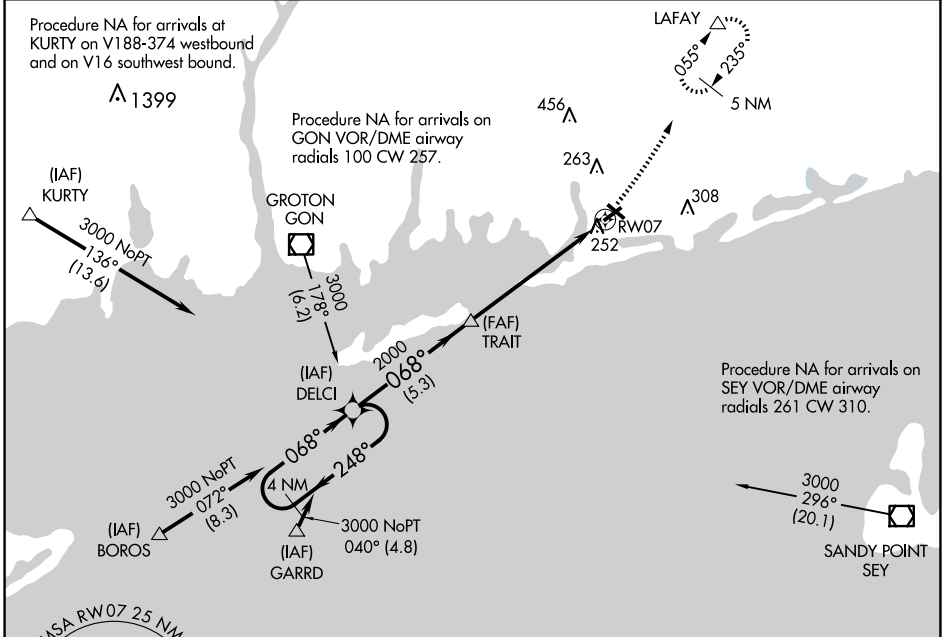 Procedure NA for arrivals at
KURTY on V188-374 westbound
and on V16 southwest bound.
1399
LAFAY
055°
235°
5 NM
456
Procedure NA for arrivals on
GON VOR/DME airway
radials 100 CW 257.
263
308
(IAF)
KURTY
3000 NoPT
136°
(13.6)
GROTON
GON
3000
178°
(6.2)
RW07
252
(FAF)
TRAIT
2000
068°
(5.3)
(IAF)
DELCI
Procedure NA for arrivals on
SEY VOR/DME airway
radials 261 CW 310.
068°
248°
4 NM
3000 NoPT
072°
(8.3)
(IAF)
BOROS
3000 NoPT
040° (4.8)
(IAF)
GARRD
3000
296°
(20.1)
SANDY POINT
SEY
MSA RW07 25 NM